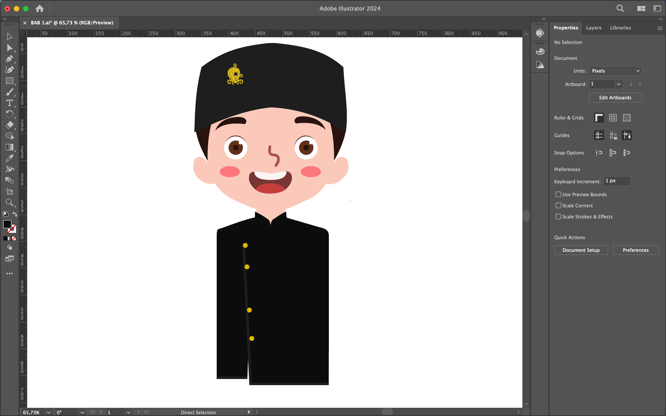 Adobe Illustrator 2024
× BAB 1.ai* @ 65,73 % (RGB/Preview)
Properties Layers Libraries
50 100 150 200 250 300 350 400 450 500 550 600 650 700 750 800 850 900
No Selection
Document
Units: Pixels
Artboard: 1
Edit Artboards
Ruler & Grids
Guides
Snap Options
Preferences
Keyboard Increment: 1 px
Use Preview Bounds
Scale Corners
Scale Strokes & Effects
Quick Actions
Document Setup Preferences
65,73% 0° 1 Direct Selection